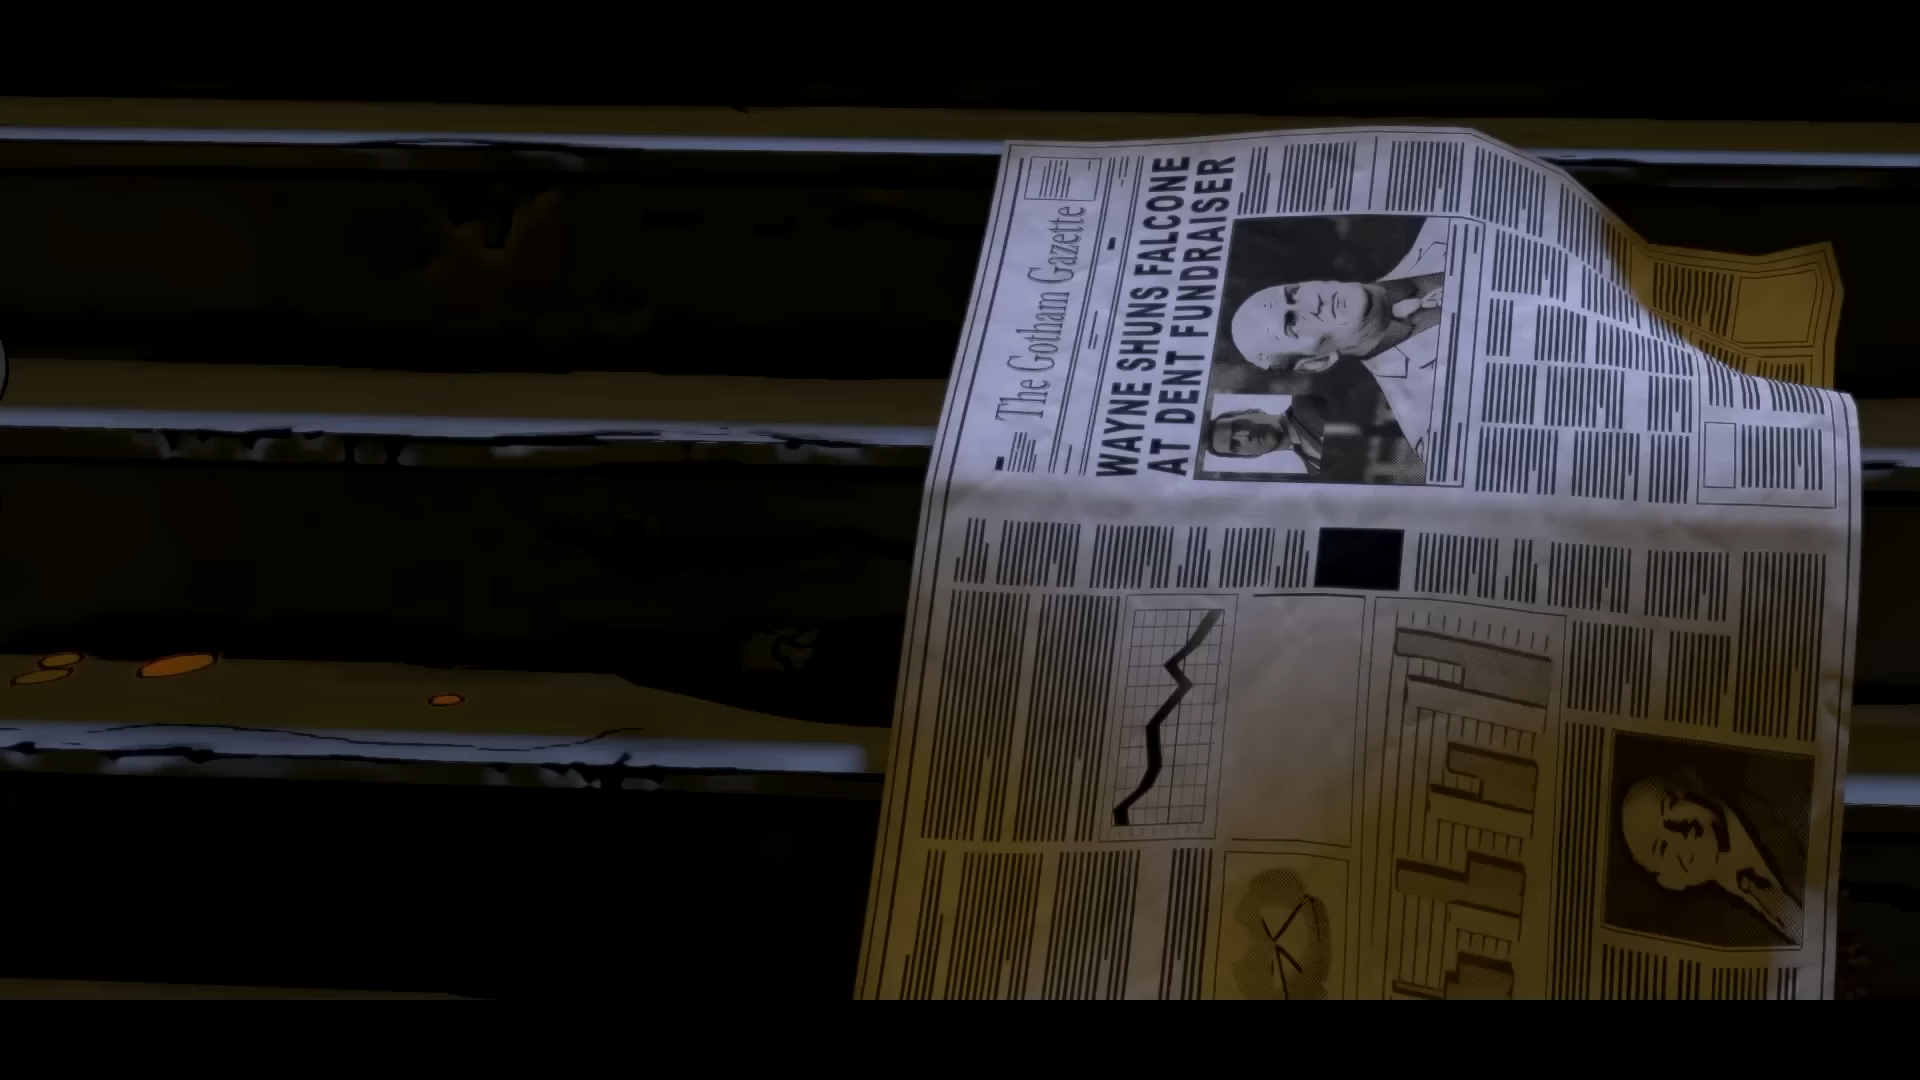 The Gotham Gazette
WAYNE SHUNS FALCONE
AT DENT FUNDRAISER